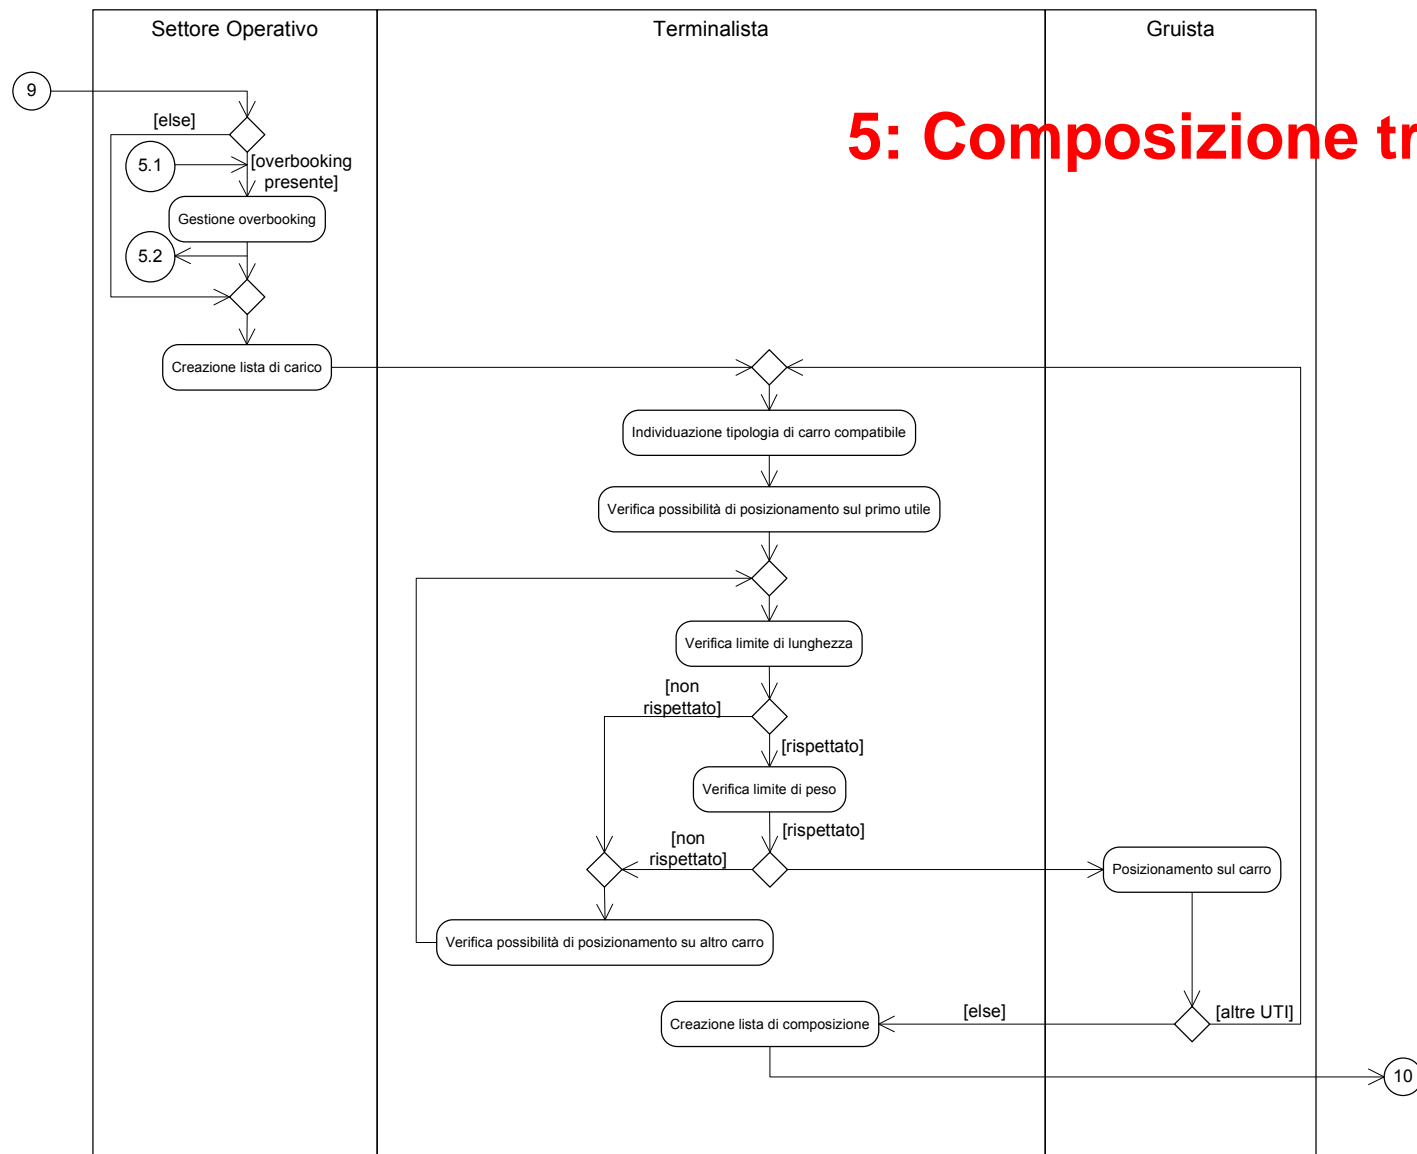 Settore Operativo
Terminalista
Gruista
9
5: Composizione tr
[else]
5.1
[overbooking
presente]
Gestione overbooking
5.2
Creazione lista di carico
Individuazione tipologia di carro compatibile
Verifica possibilità di posizionamento sul primo utile
Verifica limite di lunghezza
[non
rispettato]
[rispettato]
Verifica limite di peso
[rispettato]
[non
rispettato]
Posizionamento sul carro
Verifica possibilità di posizionamento su altro carro
[else]
[altre UTI]
Creazione lista di composizione
10